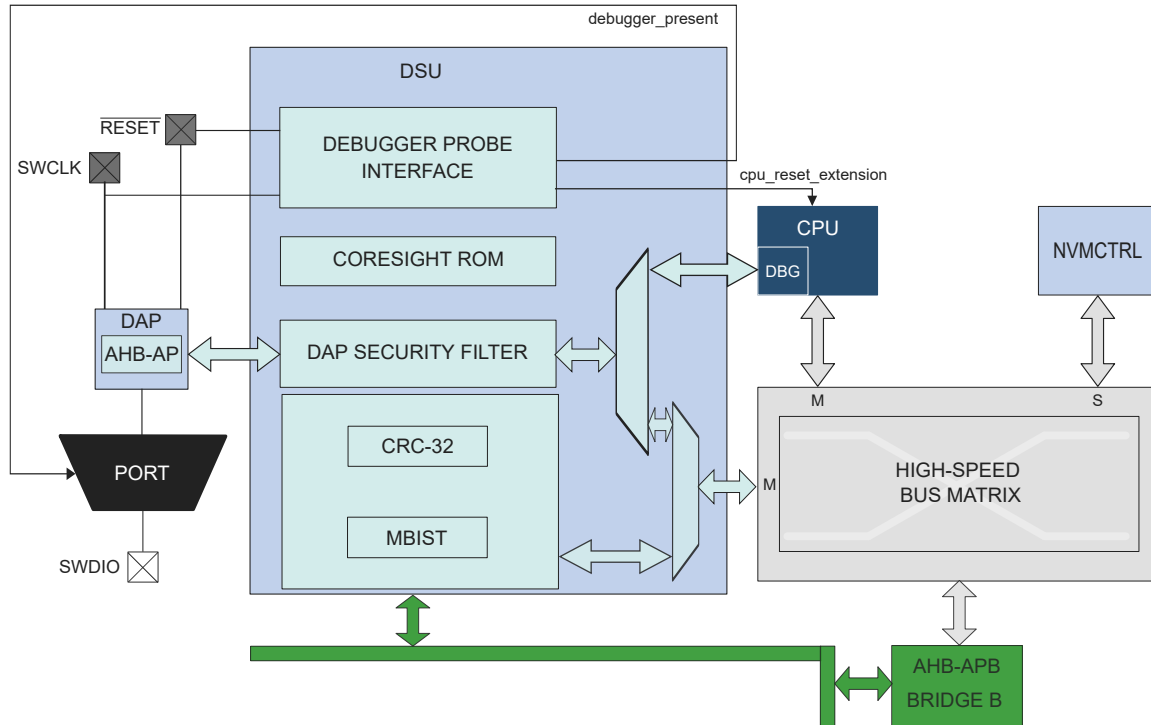 debugger_present
DSU
RESET
SWCLK
DEBUGGER PROBE
INTERFACE
cpu_reset_extension
CPU
DBG
NVMCTRL
CORESIGHT ROM
DAP
AHB-AP
DAP SECURITY FILTER
M
S
CRC-32
PORT
HIGH-SPEED
BUS MATRIX
M
MBIST
SWDIO
AHB-APB
BRIDGE B